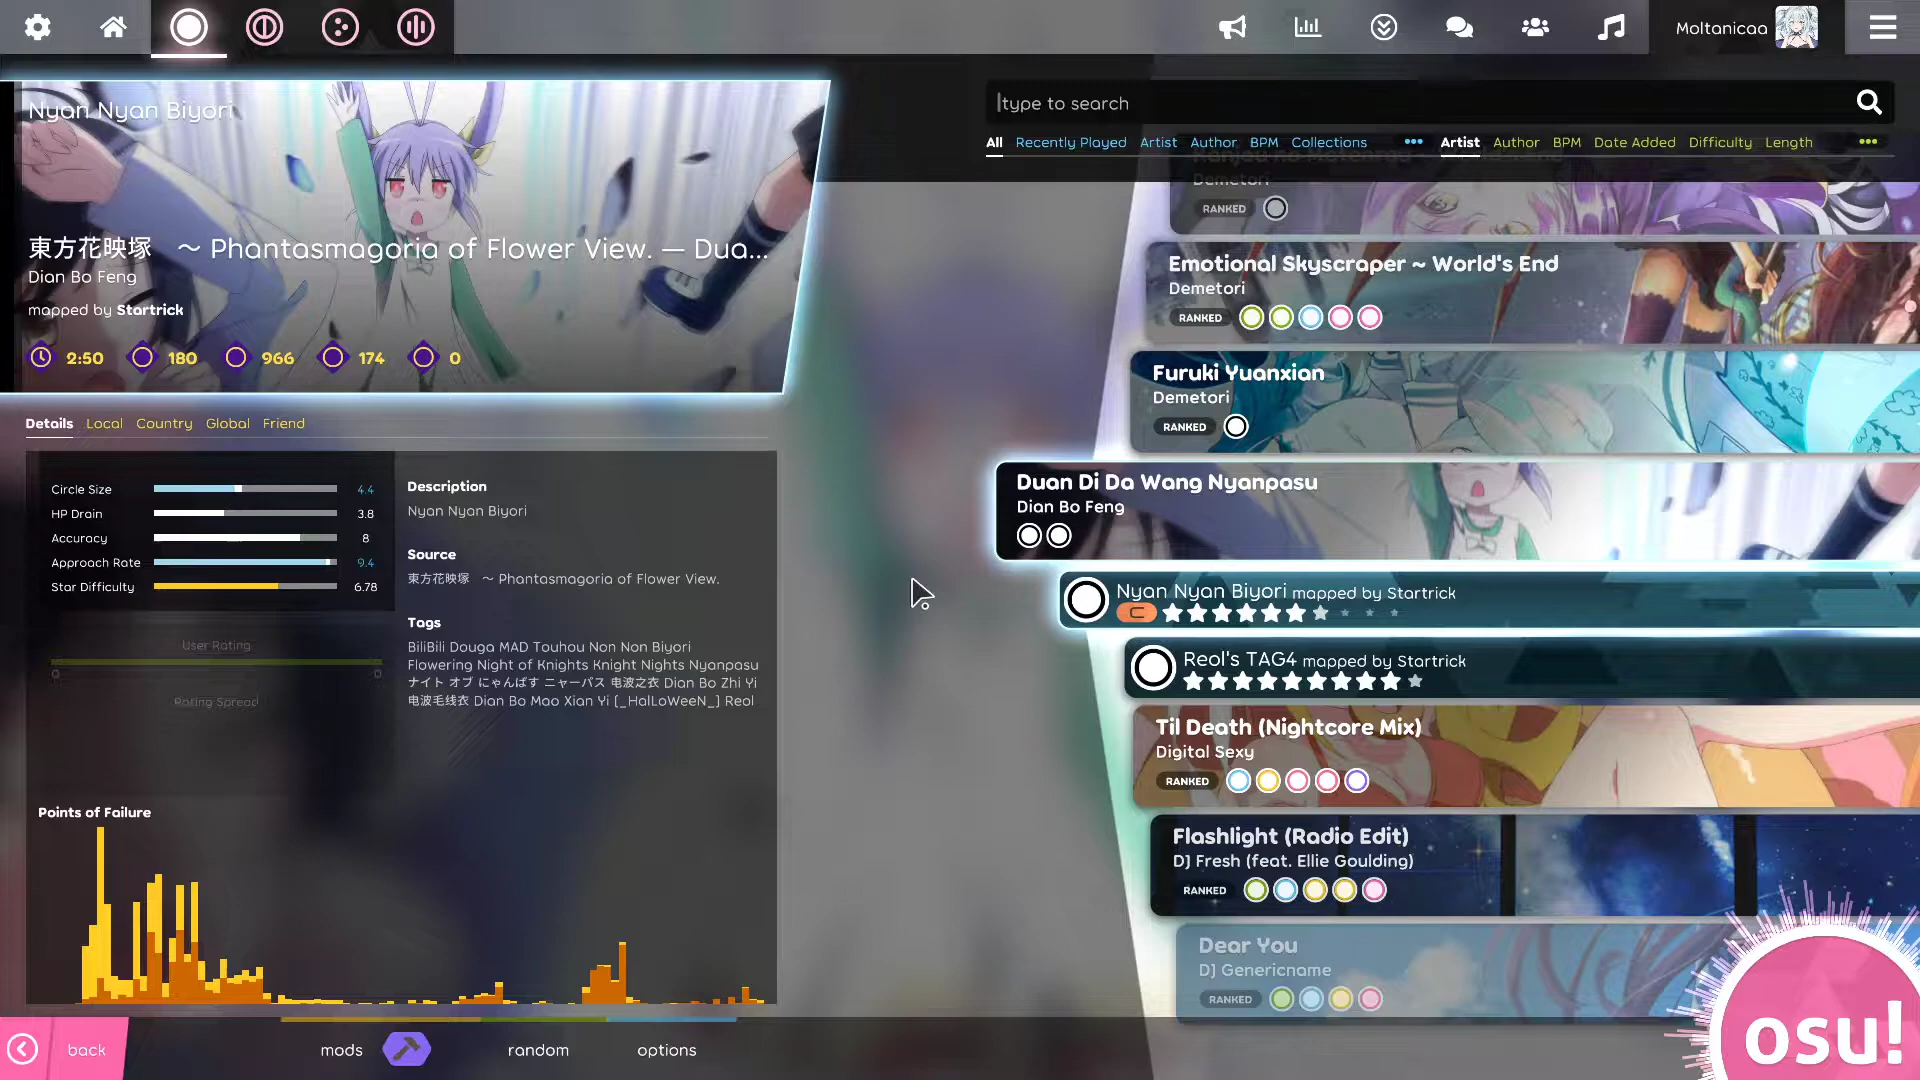 Moltanicaa
Nyan Nyan Biyori
東方花映塚　～ Phantasmagoria of Flower View. — Dua...
Dian Bo Feng
mapped by Startrick
2:50 180 966 174 0
type to search
All Recently Played Artist Author BPM Collections ••• Artist Author BPM Date Added Difficulty Length •••
Demetori
RANKED
Emotional Skyscraper ~ World's End
Demetori
RANKED
Furuki Yuanxian
Demetori
RANKED
Duan Di Da Wang Nyanpasu
Dian Bo Feng
Nyan Nyan Biyori mapped by Startrick
C
Reol's TAG4 mapped by Startrick
Til Death (Nightcore Mix)
Digital Sexy
RANKED
Flashlight (Radio Edit)
DJ Fresh (feat. Ellie Goulding)
RANKED
Dear You
DJ Genericname
RANKED
Details Local Country Global Friend
Circle Size 4.4
HP Drain 3.8
Accuracy 8
Approach Rate 9.4
Star Difficulty 6.78
User Rating
0 0
Rating Spread
Description
Nyan Nyan Biyori
Source
東方花映塚　～ Phantasmagoria of Flower View.
Tags
BiliBili Douga MAD Touhou Non Non Biyori
Flowering Night of Knights Knight Nights Nyanpasu
ナイト オブ にゃんぱす ニャーパス 电波之衣 Dian Bo Zhi Yi
电波毛线衣 Dian Bo Mao Xian Yi [_HalLoWeeN_] Reol
Points of Failure
back mods random options
osu!